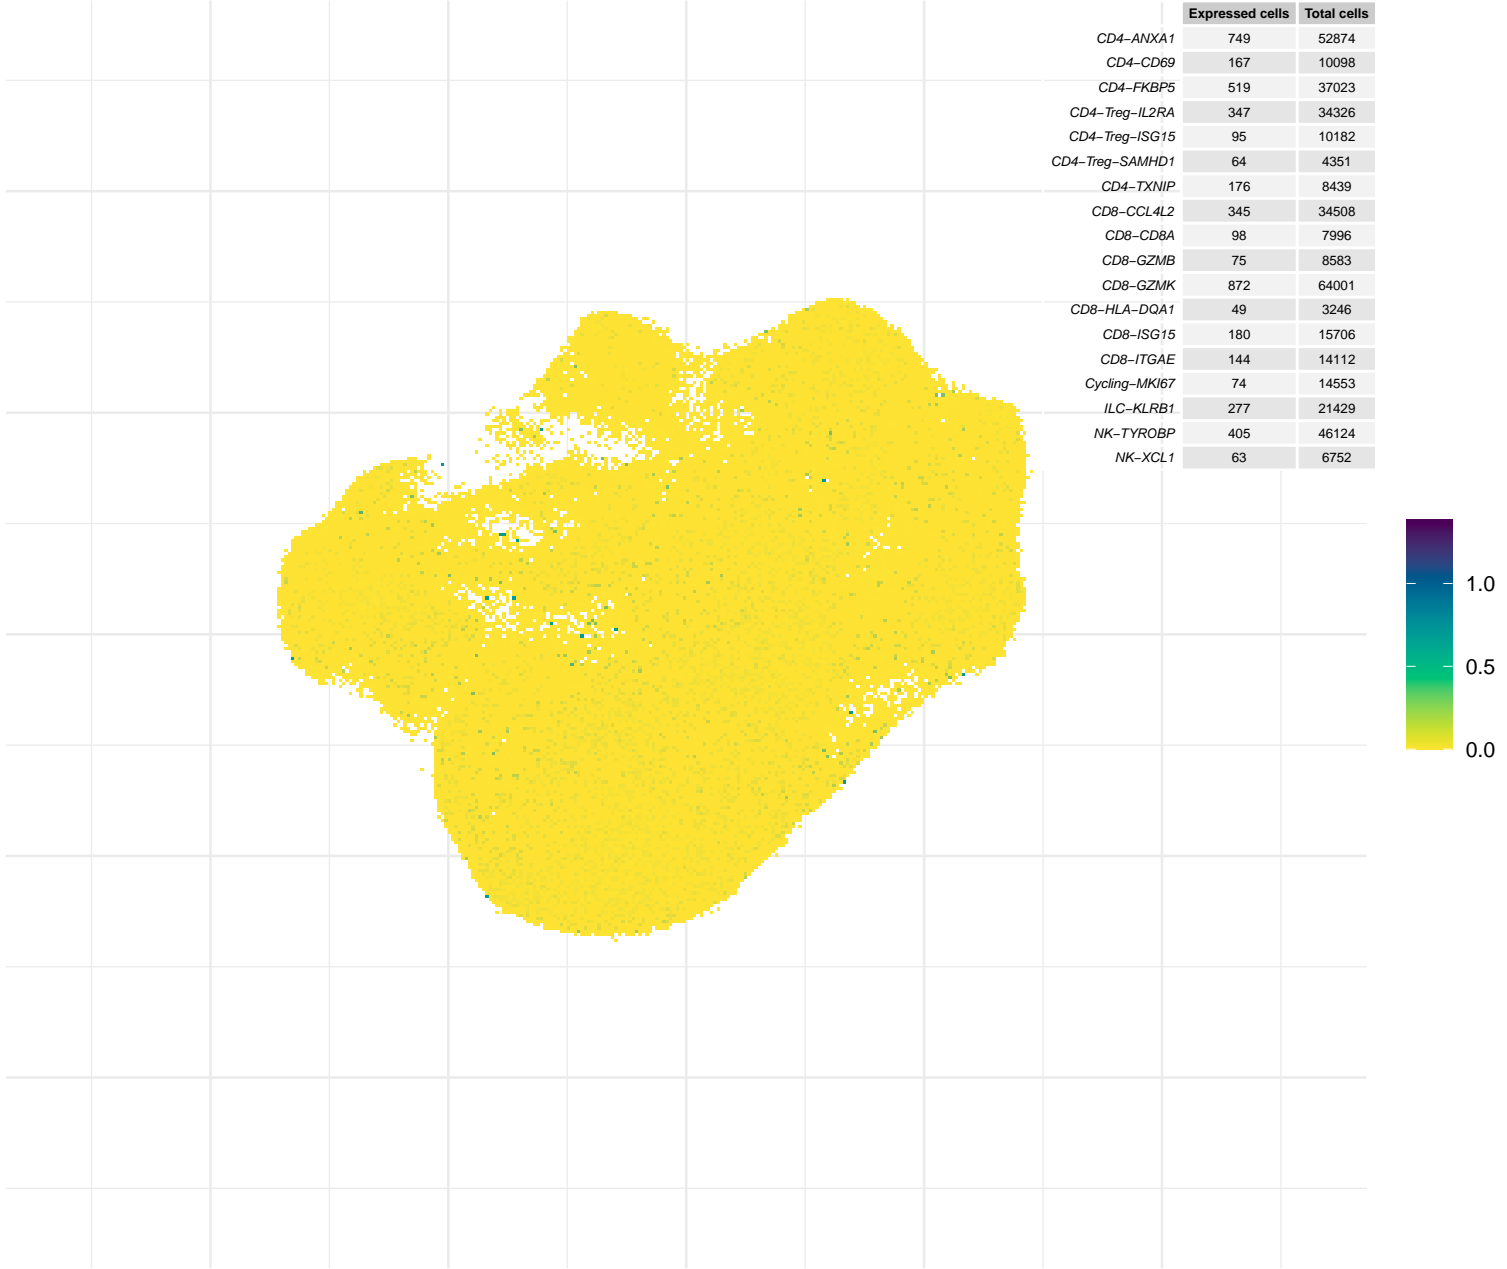 Expressed cells Total cells
CD4−ANXA1 749 52874
CD4−CD69 167 10098
CD4−FKBP5 519 37023
CD4−Treg−IL2RA 347 34326
CD4−Treg−ISG15 95 10182
CD4−Treg−SAMHD1 64 4351
CD4−TXNIP 176 8439
CD8−CCL4L2 345 34508
CD8−CD8A 98 7996
CD8−GZMB 75 8583
CD8−GZMK 872 64001
CD8−HLA−DQA1 49 3246
CD8−ISG15 180 15706
CD8−ITGAE 144 14112
Cycling−MKI67 74 14553
ILC−KLRB1 277 21429
NK−TYROBP 405 46124
NK−XCL1 63 6752
1.0
0.5
0.0